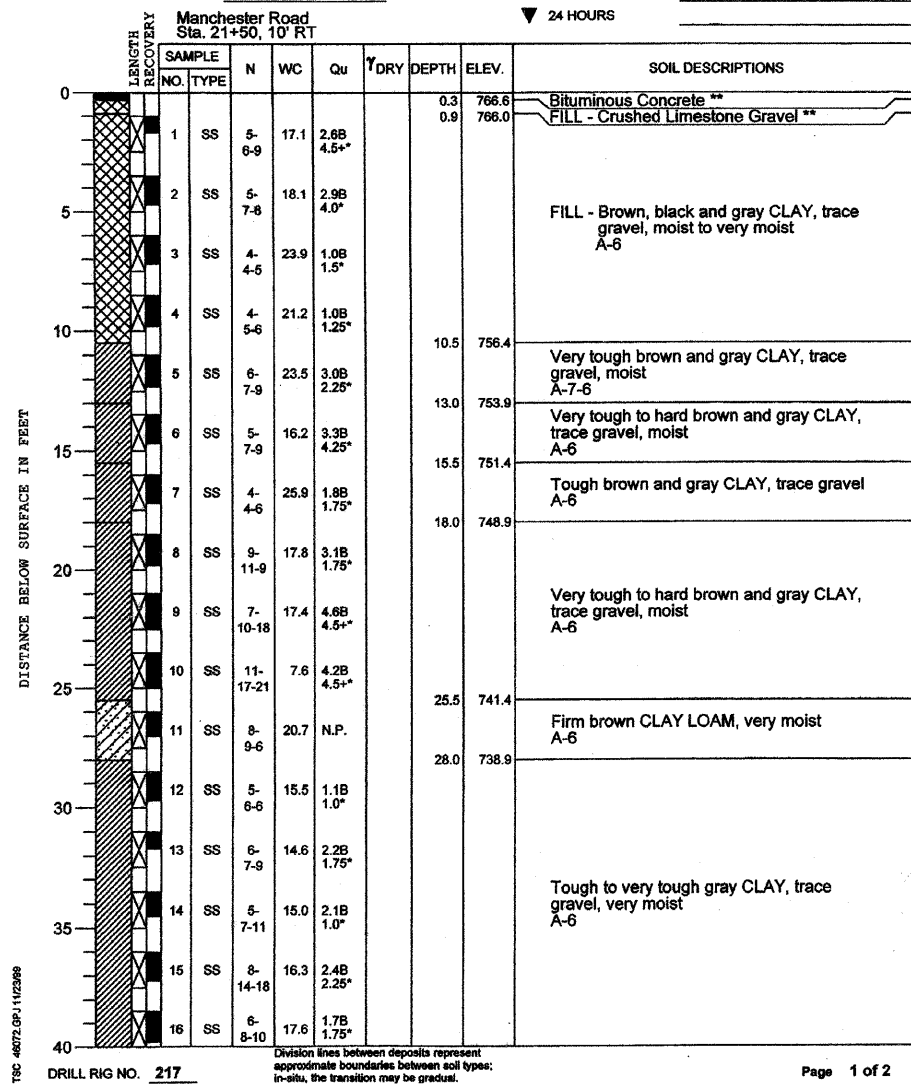 Manchester Road
Sta. 21+50, 10' RT
▼ 24 HOURS
LENGTH
RECOVERY
SAMPLE
NO. TYPE N WC Qu γDRY DEPTH ELEV. SOIL DESCRIPTIONS
0
0.3 766.6 Bituminous Concrete **
0.9 766.0 FILL - Crushed Limestone Gravel **
1 SS 5- 17.1 2.6B
6-9 4.5+*
2 SS 5- 18.1 2.9B
7-8 4.0*
5
FILL - Brown, black and gray CLAY, trace
gravel, moist to very moist
A-6
3 SS 4- 23.9 1.0B
4-5 1.5*
4 SS 4- 21.2 1.0B
5-6 1.25*
10
10.5 756.4
5 SS 6- 23.5 3.0B
7-9 2.25*
Very tough brown and gray CLAY, trace
gravel, moist
A-7-6
13.0 753.9
6 SS 5- 16.2 3.3B
7-9 4.25*
Very tough to hard brown and gray CLAY,
trace gravel, moist
A-6
15
15.5 751.4
7 SS 4- 25.9 1.8B
4-6 1.75*
Tough brown and gray CLAY, trace gravel
A-6
18.0 748.9
8 SS 9- 17.8 3.1B
11-9 1.75*
20
9 SS 7- 17.4 4.6B
10-18 4.5+*
Very tough to hard brown and gray CLAY,
trace gravel, moist
A-6
10 SS 11- 7.6 4.2B
17-21 4.5+*
25
25.5 741.4
11 SS 8- 20.7 N.P.
9-6
Firm brown CLAY LOAM, very moist
A-6
28.0 738.9
12 SS 5- 15.5 1.1B
6-6 1.0*
30
13 SS 6- 14.6 2.2B
7-9 1.75*
14 SS 5- 15.0 2.1B
7-11 1.0*
Tough to very tough gray CLAY, trace
gravel, very moist
A-6
35
15 SS 8- 16.3 2.4B
14-18 2.25*
16 SS 6- 17.6 1.7B
8-10 1.75*
40
DISTANCE BELOW SURFACE IN FEET
TSC 46072.GPJ 11/23/99
DRILL RIG NO. 217
Division lines between deposits represent
approximate boundaries between soil types;
in-situ, the transition may be gradual.
Page 1 of 2